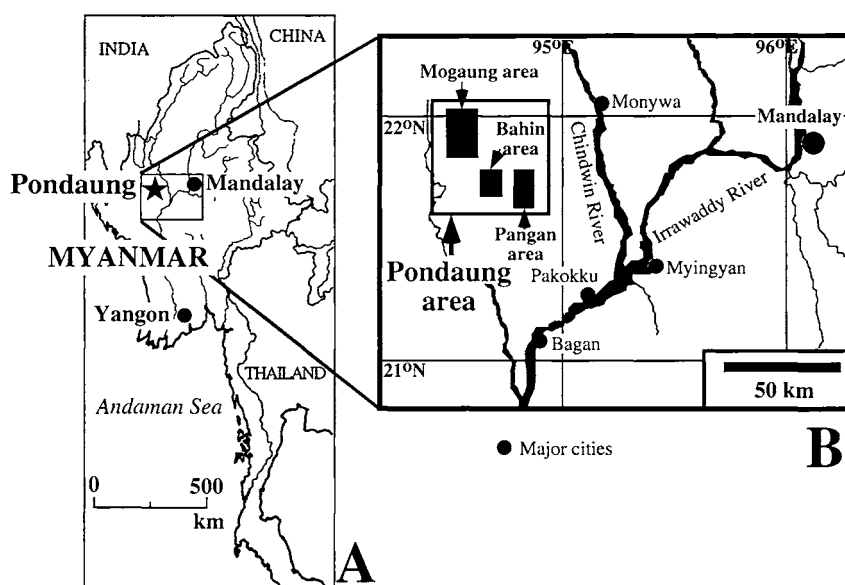 INDIA
CHINA
Pondaung
Mandalay
MYANMAR
Yangon
THAILAND
Andaman Sea
0
500
km
A
95°E
96°E
Mogaung area
Monywa
22°N
Bahin
area
Mandalay
Chindwin River
Irrawaddy River
Pangan
area
Pondaung
area
Pakokku
Myingyan
Bagan
21°N
50 km
Major cities
B